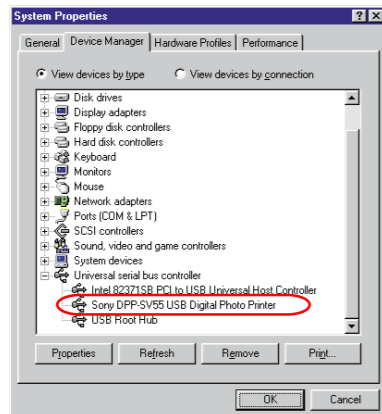 System Properties
General Device Manager Hardware Profiles Performance
View devices by type View devices by connection
Disk drives
Display adapters
Floppy disk controllers
Hard disk controllers
Keyboard
Monitors
Mouse
Network adapters
Ports (COM & LPT)
SCSI controllers
Sound, video and game controllers
System devices
Universal serial bus controller
Intel 82371SB PCI to USB Universal Host Controller
Sony DPP-SV55 USB Digital Photo Printer
USB Root Hub
Properties Refresh Remove Print...
OK Cancel